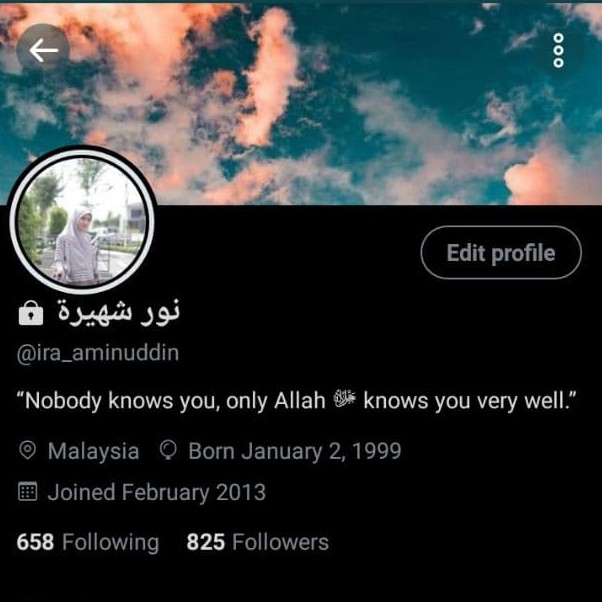 Edit profile
نور شهيرة
@ira_aminuddin
“Nobody knows you, only Allah ﷻ knows you very well.”
Malaysia Born January 2, 1999
Joined February 2013
658 Following 825 Followers